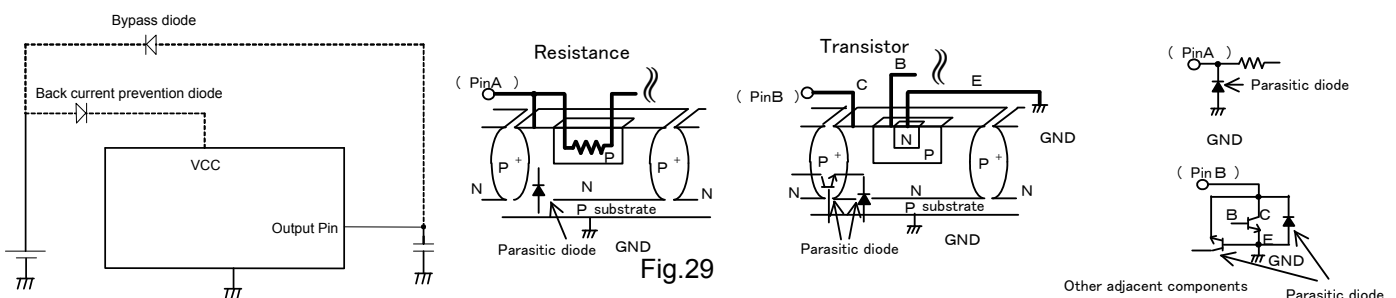 Bypass diode
Back current prevention diode
VCC
Output Pin
Resistance
( PinA )
P+
P
P+
N
N
N
P substrate
Parasitic diode
GND
Fig.29
Transistor
( PinB )
C
B
E
GND
N
P
P+
P+
N
N
N
P substrate
Parasitic diode
GND
( PinA )
Parasitic diode
GND
( PinB )
B
C
E
GND
Other adjacent components
Parasitic diode